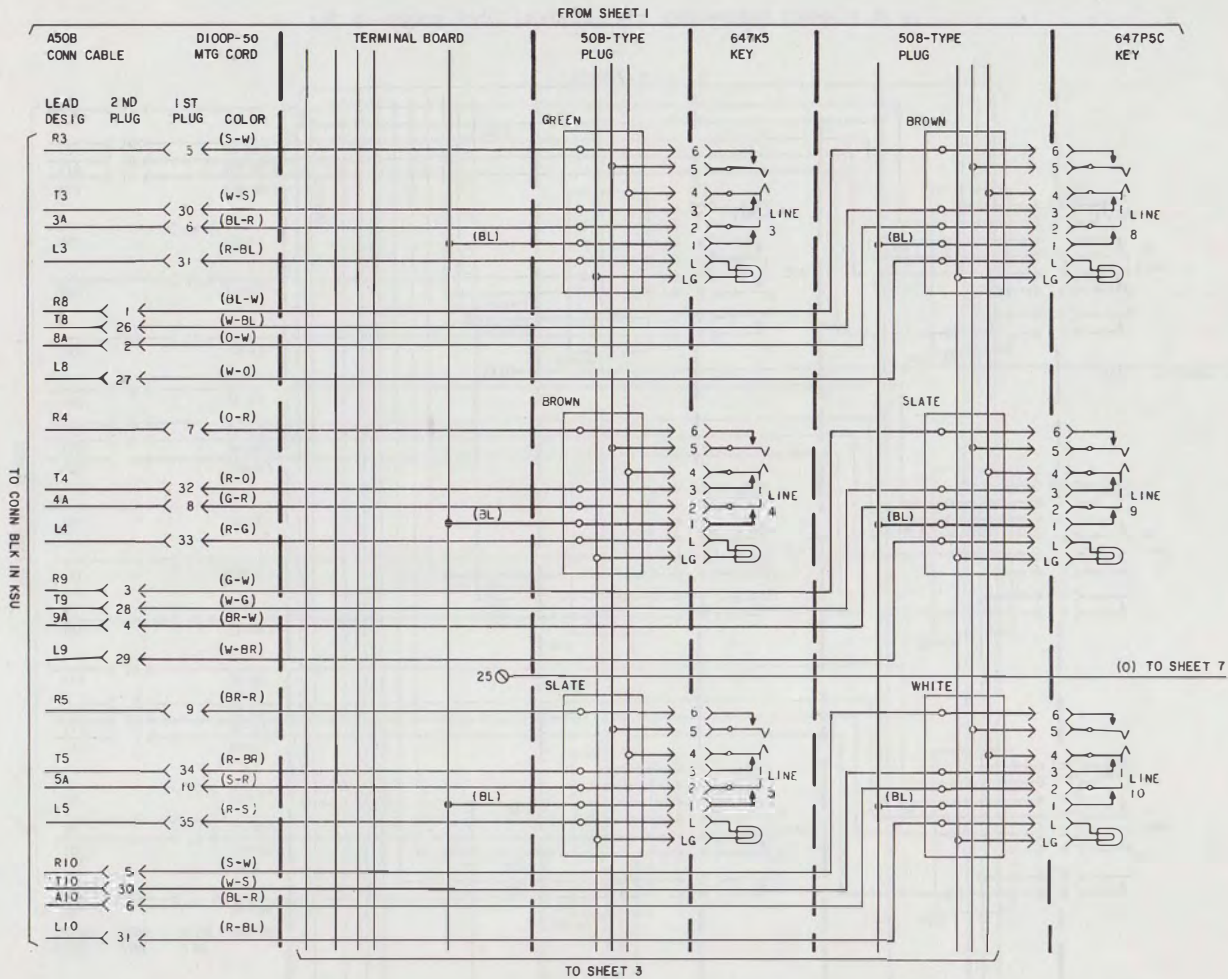 FROM SHEET 1
A50B CONN CABLE
D100P-50 MTG CORD
TERMINAL BOARD
508-TYPE PLUG
647K5 KEY
508-TYPE PLUG
647P5C KEY
LEAD DESIG
2 ND PLUG
1 ST PLUG
COLOR
TO CONN BLK IN KSU
R3 5 (S-W)
T3 30 (W-S)
3A 6 (BL-R)
L3 31 (R-BL)
R8 1 (BL-W)
T8 26 (W-BL)
8A 2 (O-W)
L8 27 (W-O)
R4 7 (O-R)
T4 32 (R-O)
4A 8 (G-R)
L4 33 (R-G)
R9 3 (G-W)
T9 28 (W-G)
9A 4 (BR-W)
L9 29 (W-BR)
R5 9 (BR-R)
T5 34 (R-BR)
5A 10 (S-R)
L5 35 (R-S)
R10 5 (S-W)
T10 30 (W-S)
A10 6 (BL-R)
L10 31 (R-BL)
GREEN
(BL)
6
5
4
3
2
1
L
LG
LINE 3
BROWN
(BL)
6
5
4
3
2
1
L
LG
LINE 8
BROWN
(BL)
6
5
4
3
2
1
L
LG
LINE 4
SLATE
(BL)
6
5
4
3
2
1
L
LG
LINE 9
25
(O) TO SHEET 7
SLATE
(BL)
6
5
4
3
2
1
L
LG
LINE 5
WHITE
(BL)
6
5
4
3
2
1
L
LG
LINE 10
TO SHEET 3